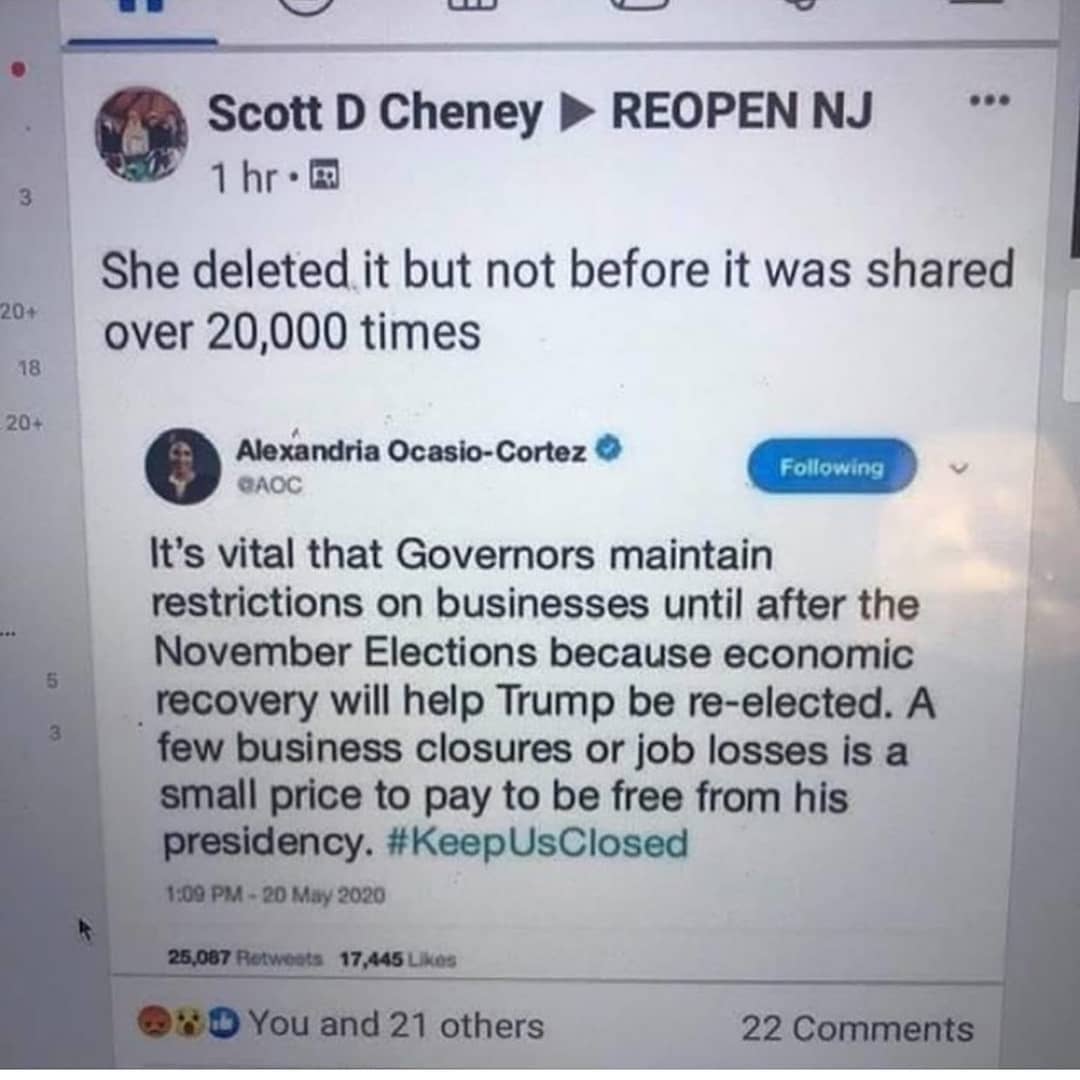 Scott D Cheney ▶ REOPEN NJ
1 hr •
She deleted it but not before it was shared
over 20,000 times
3
20+
18
20+
...
5
3
Alexandria Ocasio-Cortez
@AOC
Following
It's vital that Governors maintain
restrictions on businesses until after the
November Elections because economic
recovery will help Trump be re-elected. A
few business closures or job losses is a
small price to pay to be free from his
presidency. #KeepUsClosed
1:09 PM - 20 May 2020
25,087 Retweets 17,445 Likes
You and 21 others
22 Comments